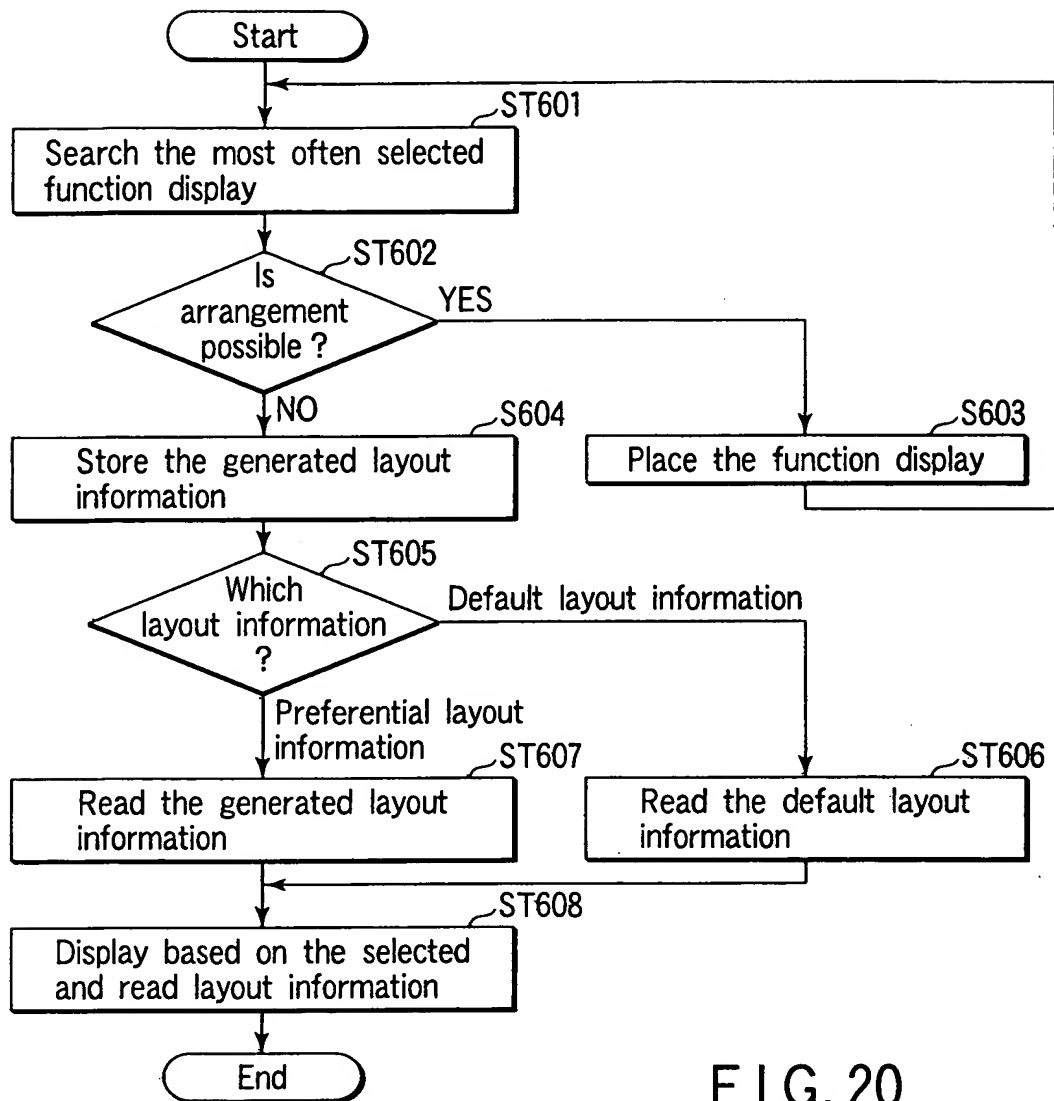 Start
ST601
Search the most often selected
function display
ST602
Is
arrangement
possible ?
YES
NO
S604
Store the generated layout
information
S603
Place the function display
ST605
Which
layout information
?
Default layout information
Preferential layout
information
ST607
Read the generated layout
information
ST606
Read the default layout
information
ST608
Display based on the selected
and read layout information
End
FIG. 20